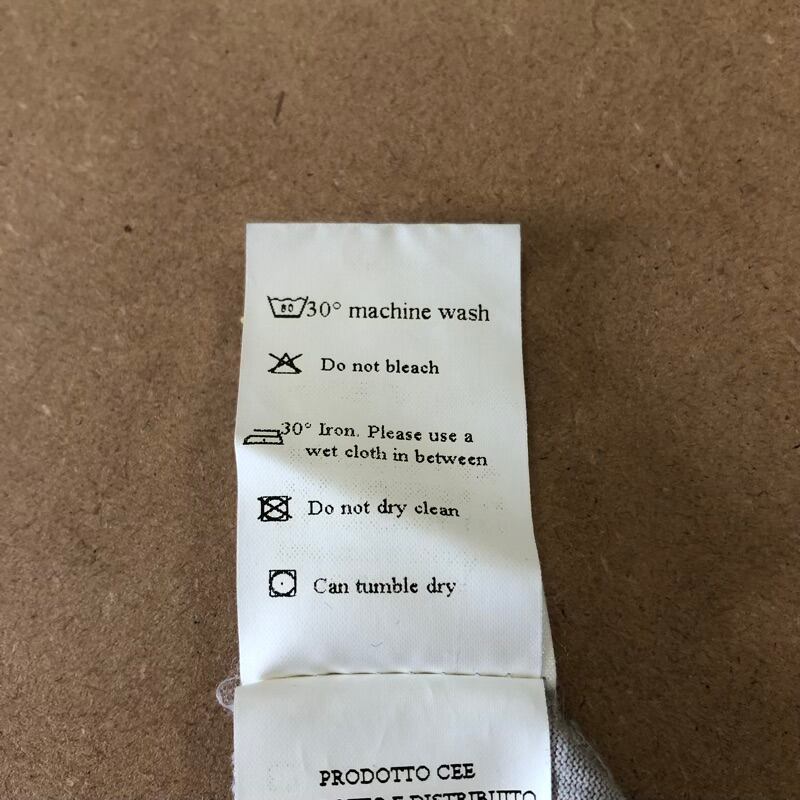 30° machine wash
Do not bleach
30° Iron. Please use a
wet cloth in between
Do not dry clean
Can tumble dry
PRODOTTO CEE
E DISTRIBUITO